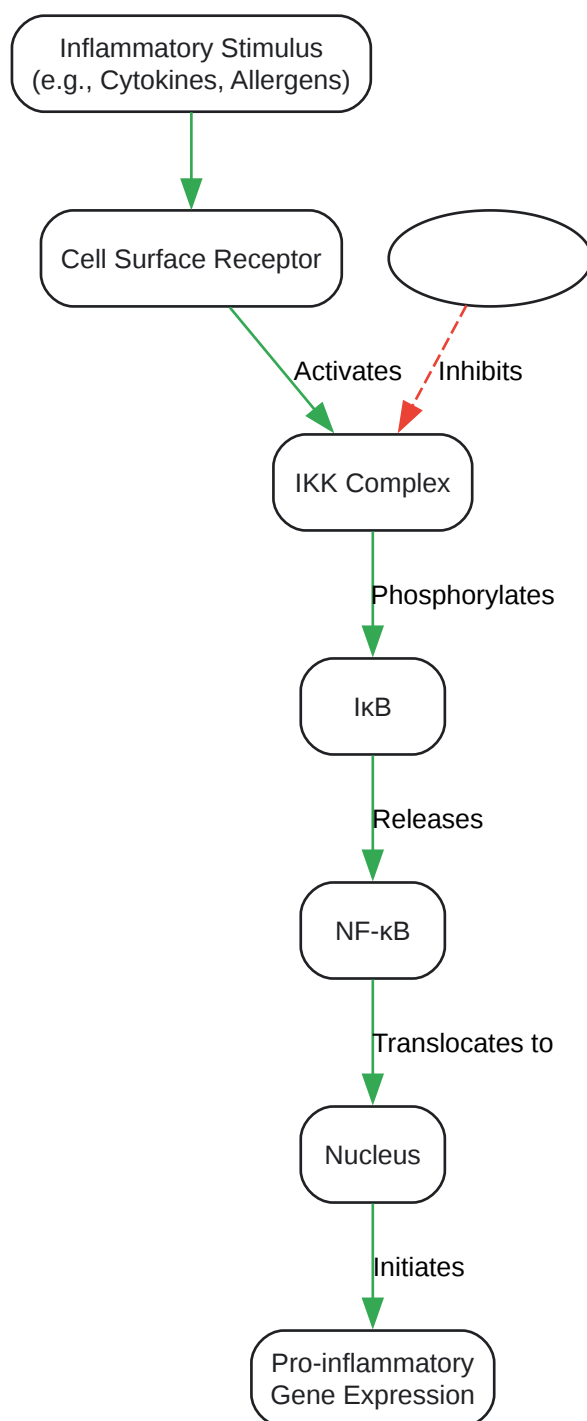 Inflammatory Stimulus
(e.g., Cytokines, Allergens)
Cell Surface Receptor
Activates
Inhibits
IKK Complex
Phosphorylates
IκB
Releases
NF-κB
Translocates to
Nucleus
Initiates
Pro-inflammatory
Gene Expression